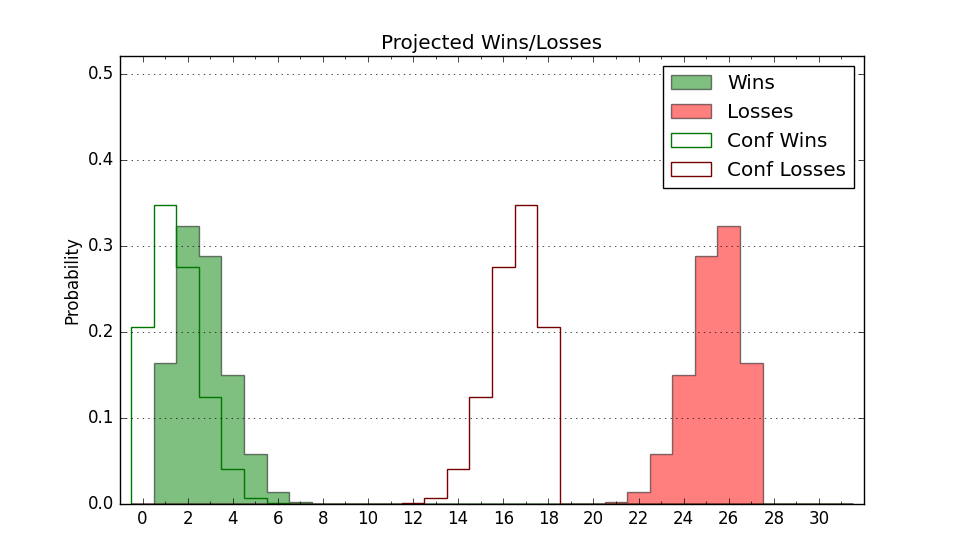 Projected Wins/Losses
Probability
0.5
0.4
0.3
0.2
0.1
0.0
Wins
Losses
Conf Wins
Conf Losses
0 2 4 6 8 10 12 14 16 18 20 22 24 26 28 30